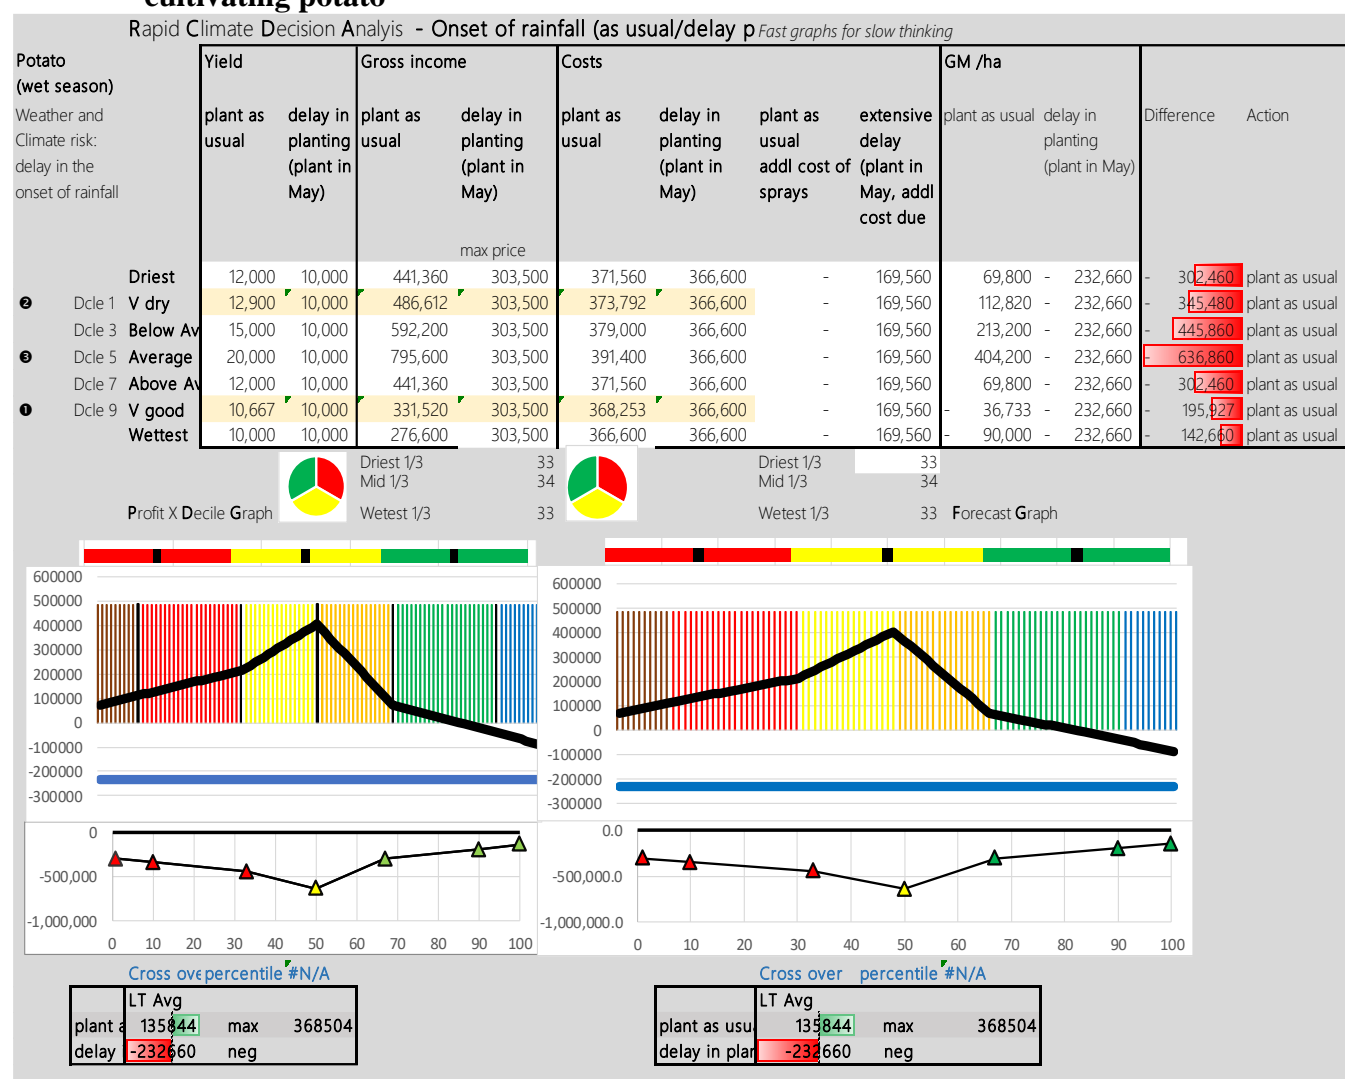 cultivating potato
Rapid Climate Decision Analyis - Onset of rainfall (as usual/delay p Fast graphs for slow thinking
Potato Yield Gross income Costs GM /ha
(wet season)
Weather and plant as delay in plant as delay in plant as delay in plant as extensive plant as usual delay in Difference Action
Climate risk: usual planting usual planting usual planting usual delay planting
delay in the (plant in (plant in (plant in addl cost of (plant in (plant in May)
onset of rainfall May) May) May) sprays May, addl
cost due
max price
Driest 12,000 10,000 441,360 303,500 371,560 366,600 - 169,560 69,800 - 232,660 - 302,460 plant as usual
❷ Dcle 1 V dry 12,900 10,000 486,612 303,500 373,792 366,600 - 169,560 112,820 - 232,660 - 345,480 plant as usual
Dcle 3 Below Av 15,000 10,000 592,200 303,500 379,000 366,600 - 169,560 213,200 - 232,660 - 445,860 plant as usual
❸ Dcle 5 Average 20,000 10,000 795,600 303,500 391,400 366,600 - 169,560 404,200 - 232,660 - 636,860 plant as usual
Dcle 7 Above Av 12,000 10,000 441,360 303,500 371,560 366,600 - 169,560 69,800 - 232,660 - 302,460 plant as usual
❶ Dcle 9 V good 10,667 10,000 331,520 303,500 368,253 366,600 - 169,560 - 36,733 - 232,660 - 195,927 plant as usual
Wettest 10,000 10,000 276,600 303,500 366,600 366,600 - 169,560 - 90,000 - 232,660 - 142,660 plant as usual
Driest 1/3 33 Driest 1/3 33
Mid 1/3 34 Mid 1/3 34
Profit X Decile Graph Wetest 1/3 33 Wetest 1/3 33 Forecast Graph
600000 600000
500000 500000
400000 400000
300000 300000
200000 200000
100000 100000
0 0
-100000 -100000
-200000 -200000
-300000 -300000
0 0.0
-500,000 -500,000.0
-1,000,000 -1,000,000.0
0 10 20 30 40 50 60 70 80 90 100 0 10 20 30 40 50 60 70 80 90 100
Cross ove percentile #N/A Cross over percentile #N/A
LT Avg LT Avg
plant a 135844 max 368504 plant as usu 135844 max 368504
delay -232660 neg delay in plan -232660 neg